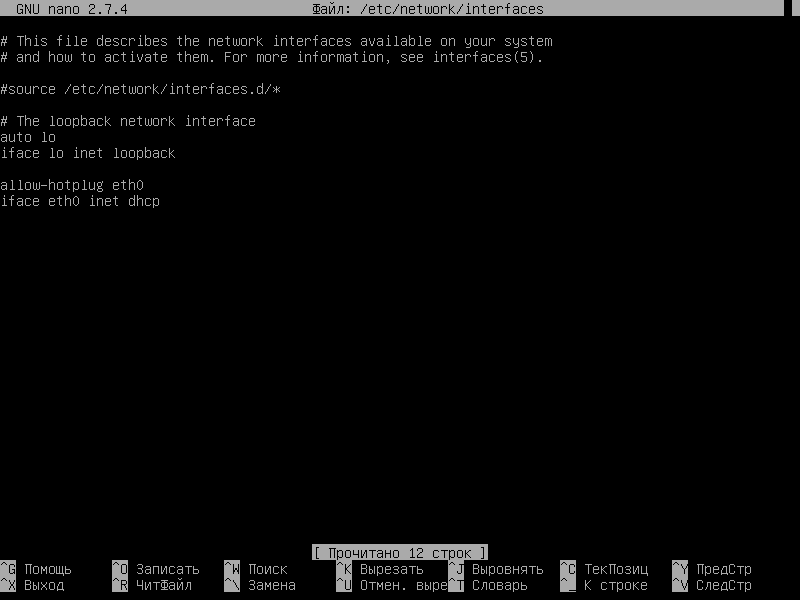 GNU nano 2.7.4 Файл: /etc/network/interfaces
# This file describes the network interfaces available on your system
# and how to activate them. For more information, see interfaces(5).
#source /etc/network/interfaces.d/*
# The loopback network interface
auto lo
iface lo inet loopback
allow-hotplug eth0
iface eth0 inet dhcp
[ Прочитано 12 строк ]
^G Помощь ^O Записать ^W Поиск ^K Вырезать ^J Выровнять ^C ТекПозиц ^Y ПредСтр
^X Выход ^R ЧитФайл ^\ Замена ^U Отмен. выре^T Словарь ^_ К строке ^V СледСтр